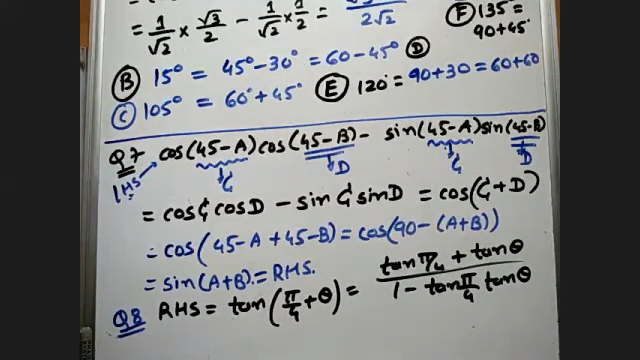 = 1/√2 × √3/2 − 1/√2 × 1/2 = √3/2√2
(F) 135° =
90+45°
(B) 15° = 45°−30° = 60−45° (D)
(C) 105° = 60°+45° (E) 120° = 90+30 = 60+60
Q7 cos(45−A)cos(45−B) − sin(45−A)sin(45−B)
LHS C D C D
= cosC cosD − sinC sinD = cos(C+D)
= cos(45−A+45−B) = cos(90−(A+B))
= sin(A+B) = RHS.
Q8 RHS = tan(π/4+θ) = tanπ/4 + tanθ / 1 − tanπ/4 tanθ